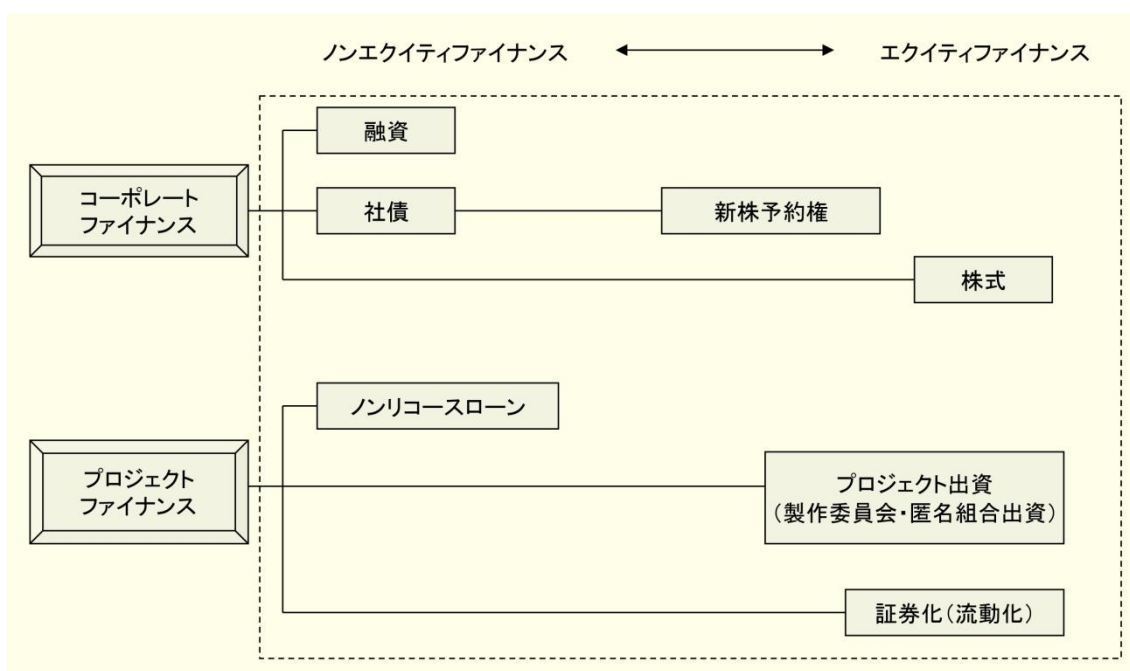 ノンエクイティファイナンス
エクイティファイナンス
融資
コーポレート
ファイナンス
社債
新株予約権
株式
ノンリコースローン
プロジェクト
ファイナンス
プロジェクト出資
(製作委員会・匿名組合出資)
証券化(流動化)